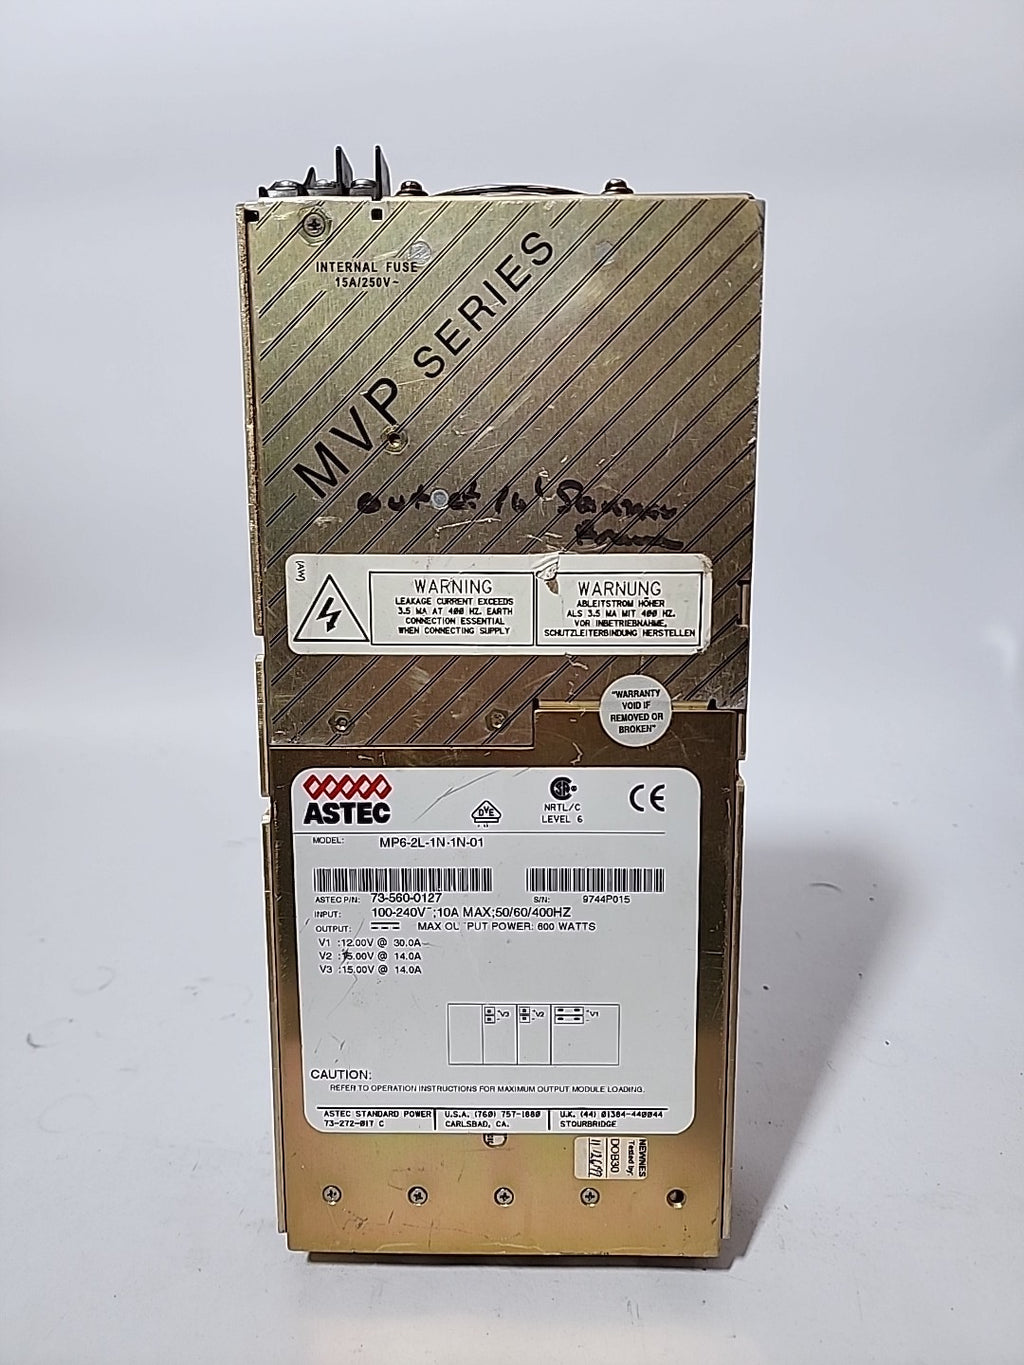 INTERNAL FUSE
15A/250V~
MVP SERIES
output
(AW)
WARNING
LEAKAGE CURRENT EXCEEDS
3.5 MA AT 400 HZ. EARTH
CONNECTION ESSENTIAL
WHEN CONNECTING SUPPLY
WARNUNG
ABLEITSTROM HÖHER
ALS 3.5 MA MIT 400 HZ.
VOR INBETRIEBNAHME,
SCHUTZLEITERBINDUNG HERSTELLEN
"WARRANTY
VOID IF
REMOVED OR
BROKEN"
ASTEC
DVE
NRTL/C
LEVEL 6
CE
MODEL: MP6-2L-1N-1N-01
ASTEC P/N: 73-560-0127
S/N: 9744P015
INPUT: 100-240V~;10A MAX;50/60/400HZ
OUTPUT: MAX OUTPUT POWER: 600 WATTS
V1 :12.00V @ 30.0A
V2 :15.00V @ 14.0A
V3 :15.00V @ 14.0A
+V3 +V2 +V1
CAUTION:
REFER TO OPERATION INSTRUCTIONS FOR MAXIMUM OUTPUT MODULE LOADING.
ASTEC STANDARD POWER
73-272-017 C
U.S.A. (760) 757-1880
CARLSBAD, CA.
U.K. (44) 01384-440044
STOURBRIDGE
NEWNES
Tested by:
DOB30